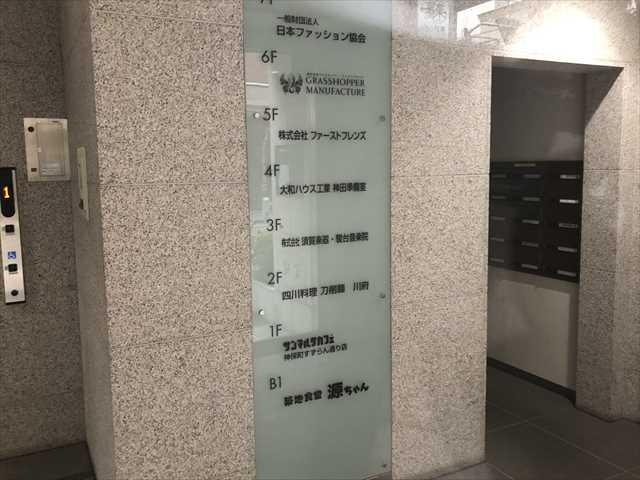 一般財団法人
日本ファッション協会
6F
GRASSHOPPER
MANUFACTURE
5F
株式会社 ファーストフレンズ
4F
大和ハウス工業 神田準備室
3F
株式会社 須賀楽器・駿台音楽院
2F
四川料理 刀削麺 川府
1F
サンマルクカフェ
神保町すずらん通り店
B1
築地食堂 源ちゃん
1